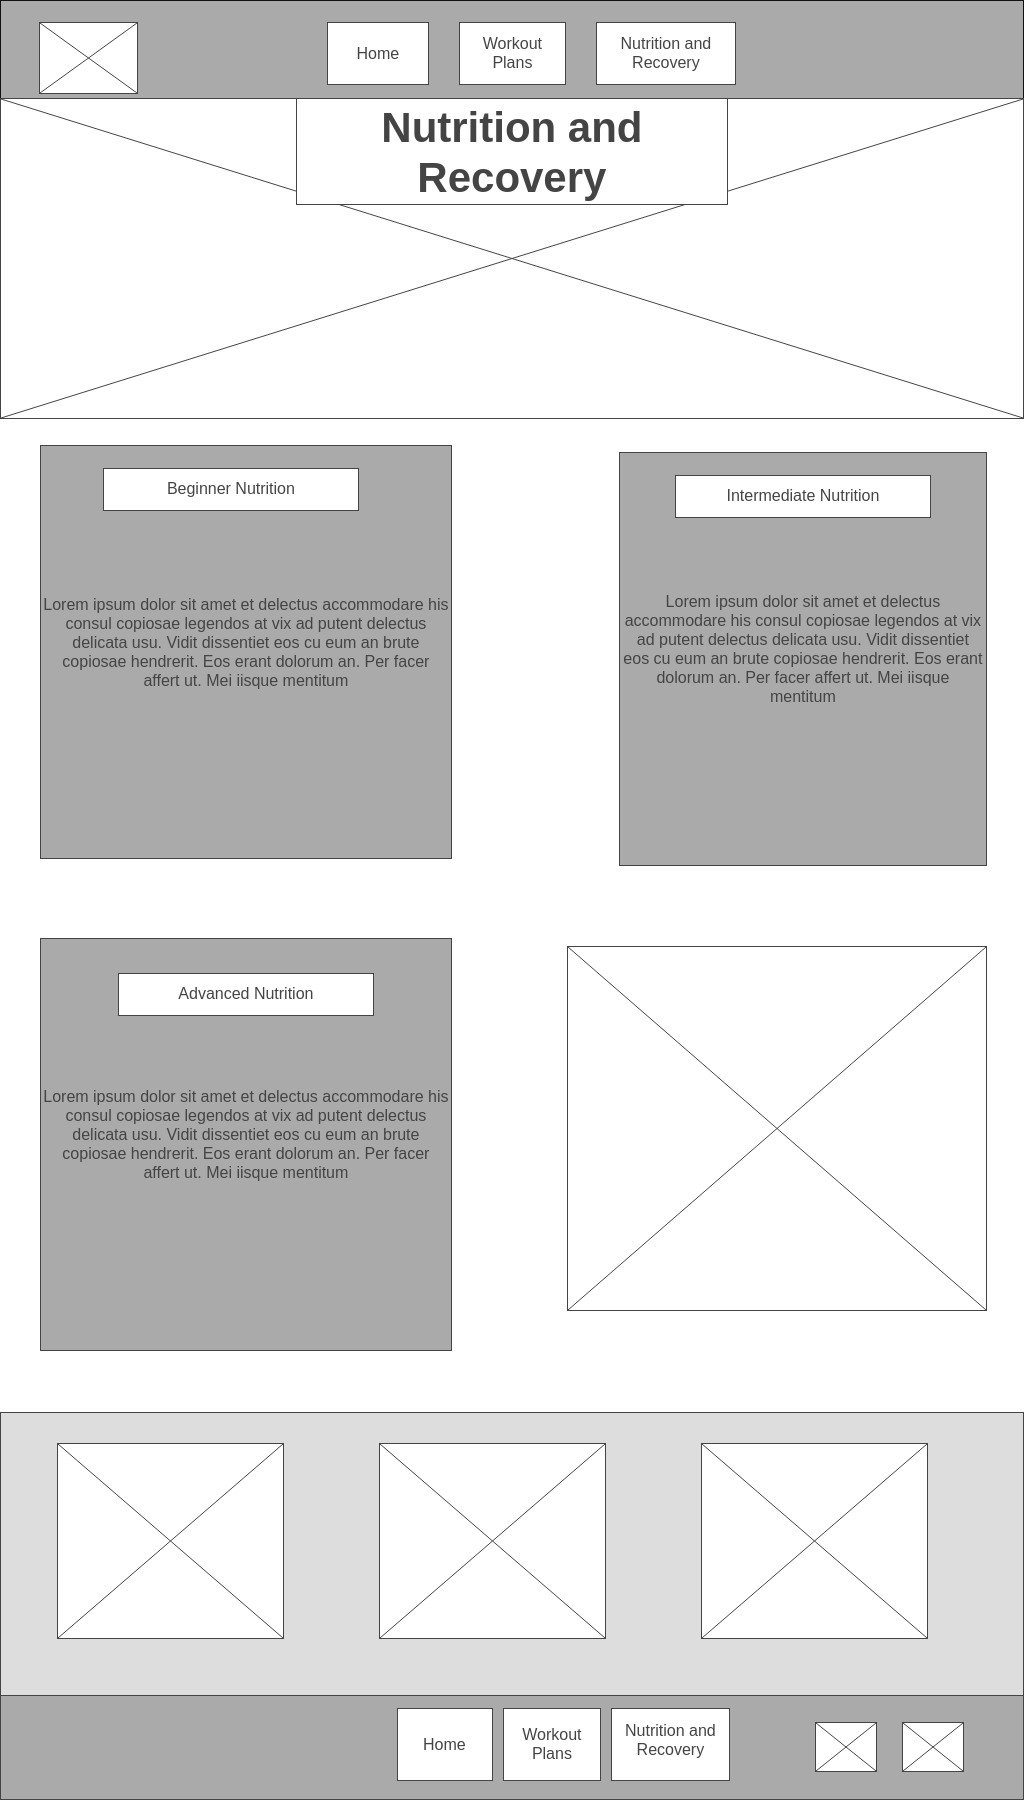 Home
Workout
Plans
Nutrition and
Recovery
Nutrition and
Recovery
Beginner Nutrition
Lorem ipsum dolor sit amet et delectus accommodare his
consul copiosae legendos at vix ad putent delectus
delicata usu. Vidit dissentiet eos cu eum an brute
copiosae hendrerit. Eos erant dolorum an. Per facer
affert ut. Mei iisque mentitum
Intermediate Nutrition
Lorem ipsum dolor sit amet et delectus
accommodare his consul copiosae legendos at vix
ad putent delectus delicata usu. Vidit dissentiet
eos cu eum an brute copiosae hendrerit. Eos erant
dolorum an. Per facer affert ut. Mei iisque
mentitum
Advanced Nutrition
Lorem ipsum dolor sit amet et delectus accommodare his
consul copiosae legendos at vix ad putent delectus
delicata usu. Vidit dissentiet eos cu eum an brute
copiosae hendrerit. Eos erant dolorum an. Per facer
affert ut. Mei iisque mentitum
Home
Workout
Plans
Nutrition and
Recovery